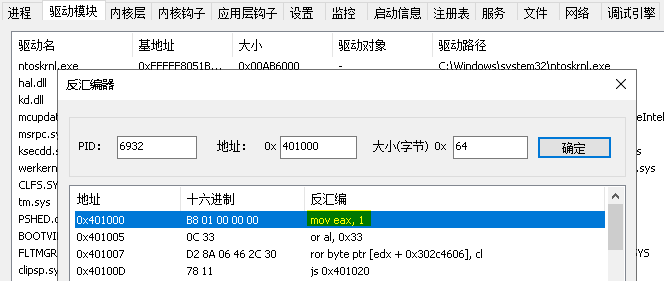 进程 驱动模块 内核层 内核钩子 应用层钩子 设置 监控 启动信息 注册表 服务 文件 网络 调试引擎
驱动名 基地址 大小 驱动对象 驱动路径
ntoskrnl.exe 0xFFFFF8051B... 0x00AB6000 - C:\Windows\system32\ntoskrnl.exe
hal.dll
kd.dll
反汇编器
mcupdat
msrpc.sy
PID： 6932 地址： 0x 401000 大小(字节) 0x 64 确定
ksecdd.s
werkern
CLFS.SY
地址 十六进制 反汇编
tm.sys
0x401000 B8 01 00 00 00 mov eax, 1
PSHED.d
BOOTVI
0x401005 0C 33 or al, 0x33
FLTMGR
0x401007 D2 8A 06 46 2C 30 ror byte ptr [edx + 0x302c4606], cl
clipsp.sy
0x40100D 78 11 js 0x401020